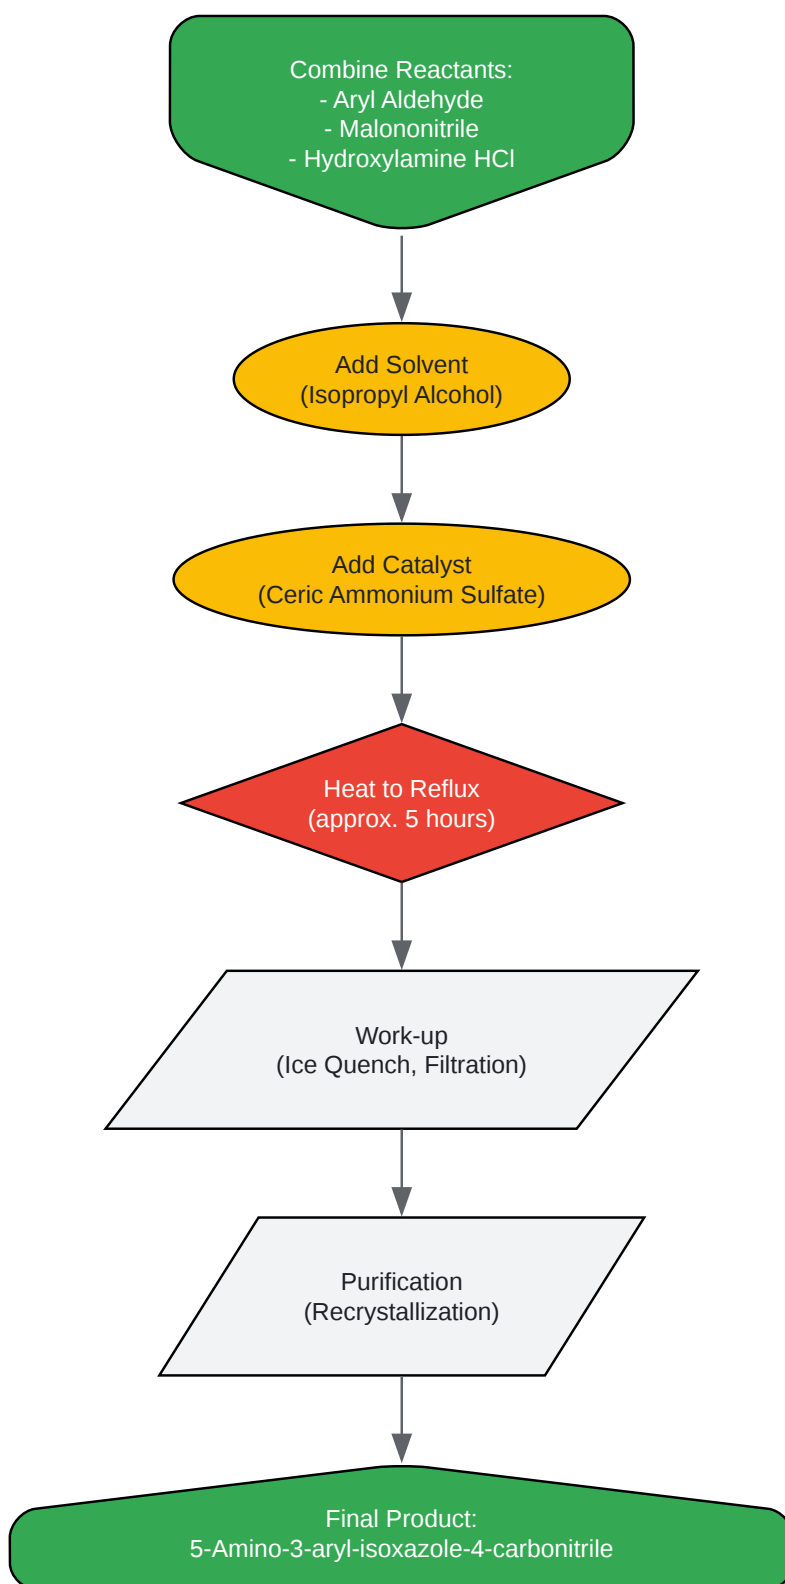 Combine Reactants:
- Aryl Aldehyde
- Malononitrile
- Hydroxylamine HCl
Add Solvent
(Isopropyl Alcohol)
Add Catalyst
(Ceric Ammonium Sulfate)
Heat to Reflux
(approx. 5 hours)
Work-up
(Ice Quench, Filtration)
Purification
(Recrystallization)
Final Product:
5-Amino-3-aryl-isoxazole-4-carbonitrile